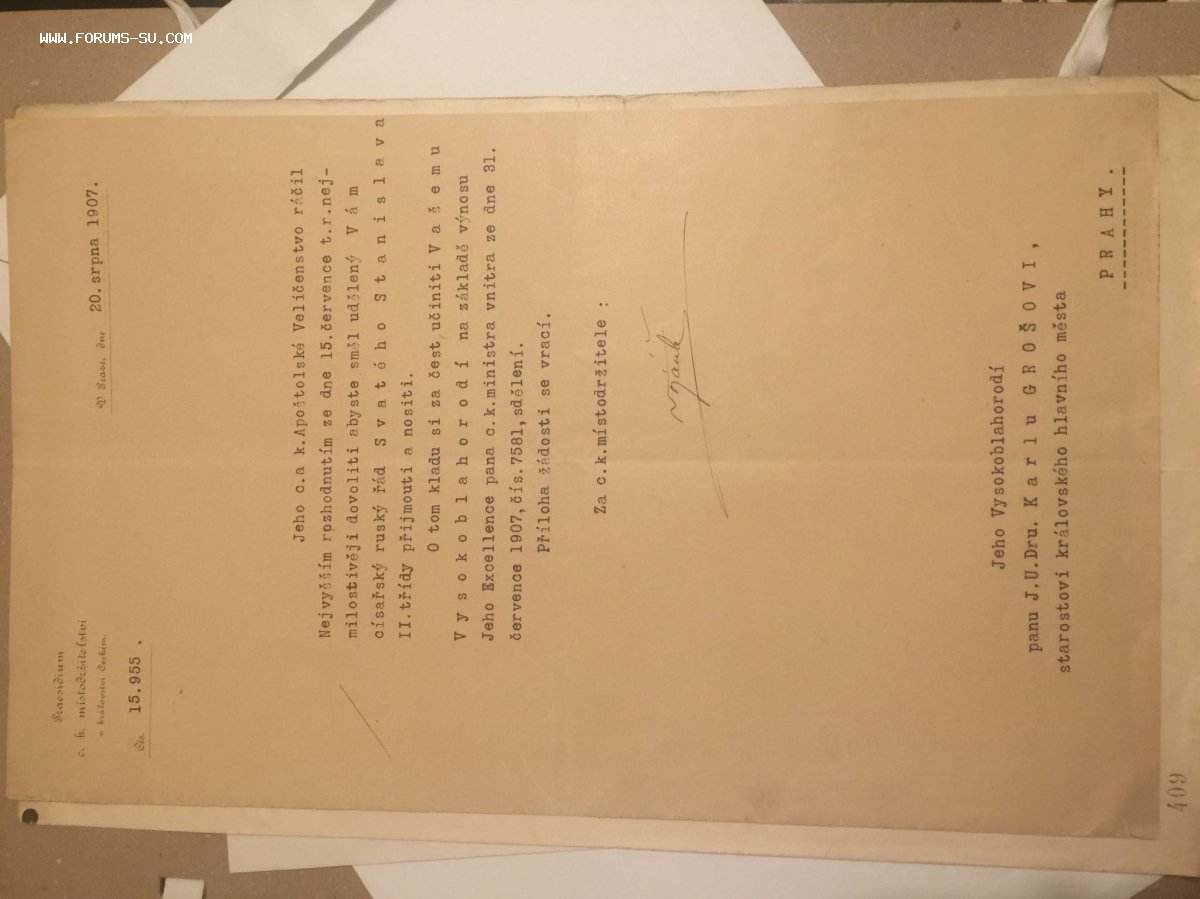 www.FORUMS-SU.COM
Praesidium
c. k. místodržitelství
v království Českém.
Čís. 15.955.
V Praze, dne 20.srpna 1907.
Jeho c.a k.Apoštolské Veličenstvo ráčil
Nejvyšším rozhodnutím ze dne 15.července t.r.nej-
milostivěji dovoliti abyste směl udělený Vám
císařský ruský řád S v a t é h o S t a n i s l a v a
II.třídy přijmouti a nositi.
O tom kladu si za čest učiniti V a š e m u
V y s o k o b l a h o r o d í na základě výnosu
Jeho Excellence pana c.k.ministra vnitra ze dne 31.
července 1907,čís.7581,sdělení.
Příloha žádosti se vrací.
Za c.k.místodržitele :
Jeho Vysokoblahorodí
panu J.U.Dru. K a r l u G R O Š O V I ,
starostovi královského hlavního města
P R A H Y .
409